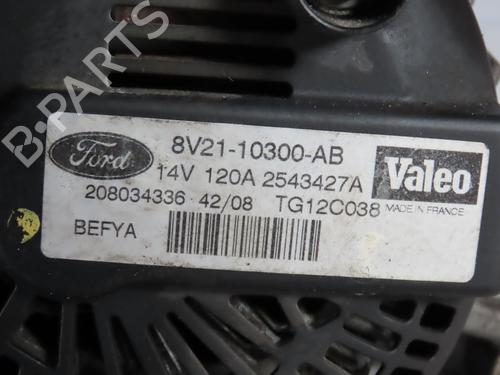 B-PARTS
Ford
8V21-10300-AB
14V 120A 2543427A
Valeo
208034336 42/08 TG12C038
MADE IN FRANCE
BEFYA